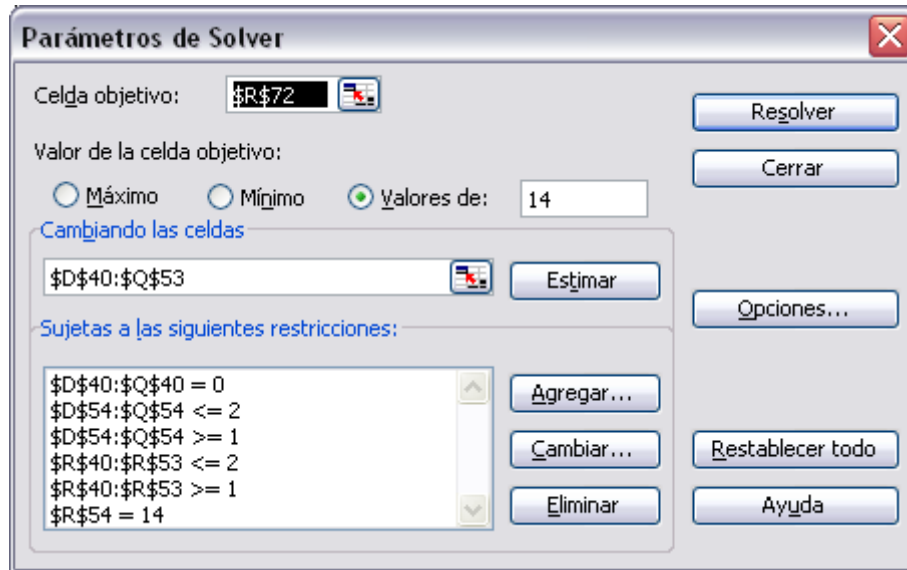 Parámetros de Solver
Celda objetivo: $R$72
Resolver
Valor de la celda objetivo:
Cerrar
Máximo Mínimo Valores de: 14
Cambiando las celdas
$D$40:$Q$53 Estimar
Opciones...
Sujetas a las siguientes restricciones:
$D$40:$Q$40 = 0
$D$54:$Q$54 <= 2
$D$54:$Q$54 >= 1
$R$40:$R$53 <= 2
$R$40:$R$53 >= 1
$R$54 = 14
Agregar...
Cambiar...
Eliminar
Restablecer todo
Ayuda